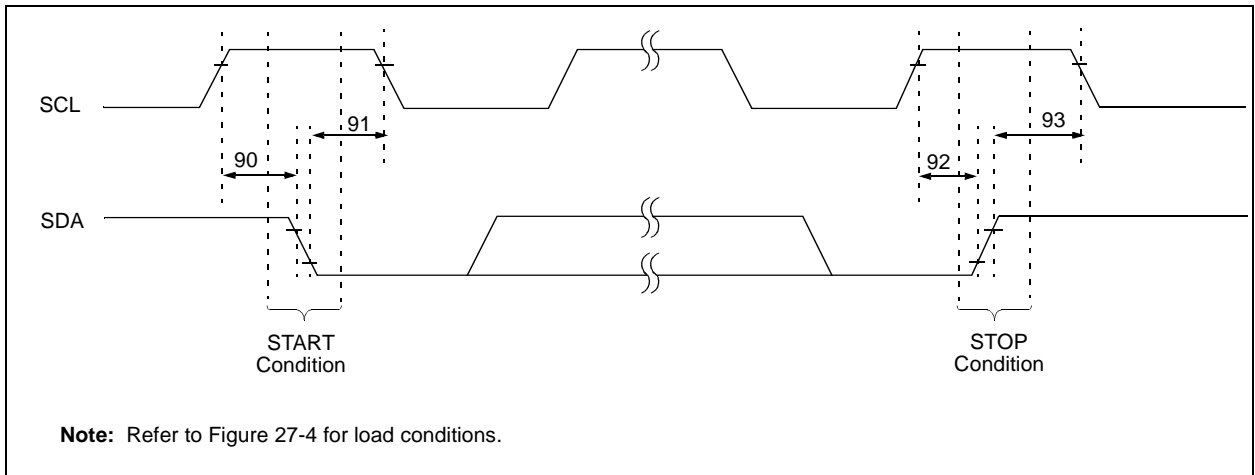 SCL
91
93
90
92
SDA
START
Condition
STOP
Condition
Note: Refer to Figure 27-4 for load conditions.